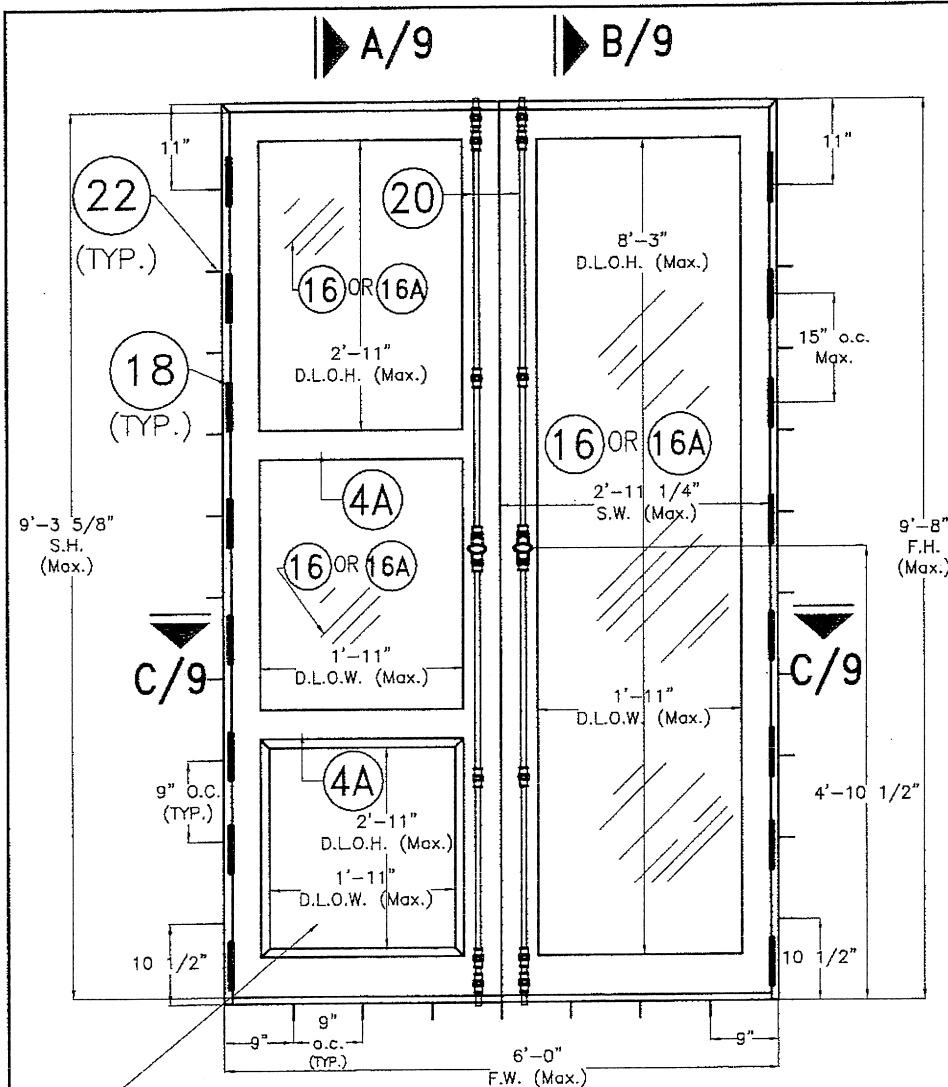 A/9
B/9
11"
11"
22
(TYP.)
20
8'-3"
D.L.O.H. (Max.)
16 OR 16A
15" o.c.
Max.
2'-11"
D.L.O.H. (Max.)
18
(TYP.)
16 OR 16A
4A
2'-11 1/4"
S.W. (Max.)
9'-3 5/8"
S.H.
(Max.)
9'-8"
F.H.
(Max.)
16 OR 16A
1'-11"
D.L.O.W. (Max.)
C/9
C/9
1'-11"
D.L.O.W. (Max.)
4A
9" O.C.
(TYP.)
4'-10 1/2"
2'-11"
D.L.O.H. (Max.)
1'-11"
D.L.O.W. (Max.)
10 1/2"
10 1/2"
9"
9"
o.c.
(TYP.)
9"
6'-0"
F.W. (Max.)